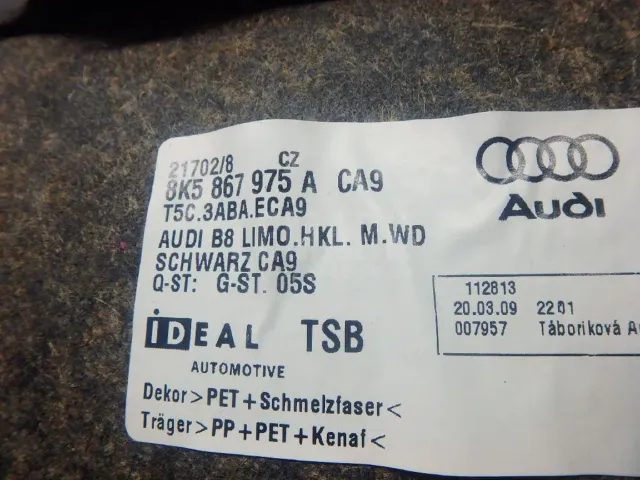 21702/8 CZ
8K5 867 975 A CA9
T5C.3ABA.ECA9
AUDI B8 LIMO.HKL. M.WD
SCHWARZ CA9
Q-ST: G-ST. 05S
IDEAL TSB
AUTOMOTIVE
Dekor>PET+Schmelzfaser<
Träger>PP+PET+Kenaf<
Audi
112813
20.03.09 2201
007957 Táboriková